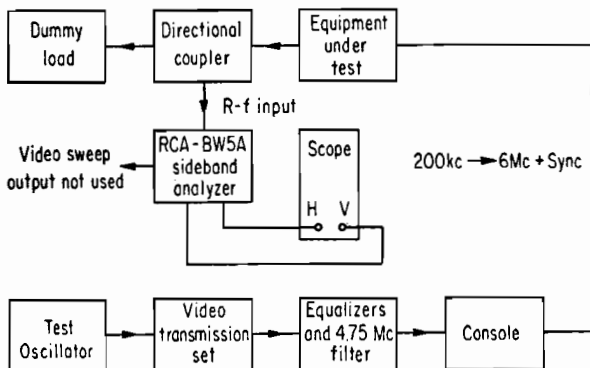 Dummy
load
Directional
coupler
Equipment
under
test
R-f input
Video sweep
output not used
RCA-BW5A
sideband
analyzer
Scope
H V
200kc → 6Mc + Sync
Test
Oscillator
Video
transmission
set
Equalizers
and 4.75 Mc
filter
Console